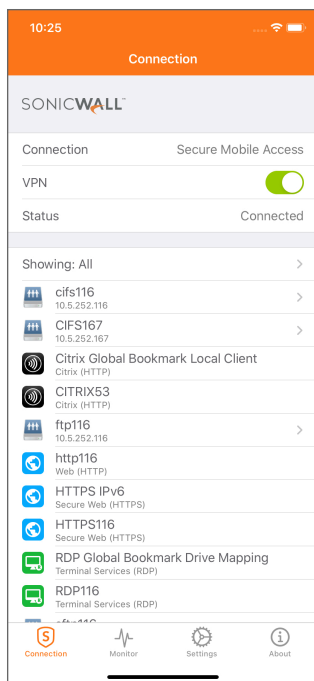 10:25
Connection
SONICWALL™
Connection Secure Mobile Access
VPN
Status Connected
Showing: All
cifs116
10.5.252.116
CIFS167
10.5.252.167
Citrix Global Bookmark Local Client
Citrix (HTTP)
CITRIX53
Citrix (HTTP)
ftp116
10.5.252.116
http116
Web (HTTP)
HTTPS IPv6
Secure Web (HTTPS)
HTTPS116
Secure Web (HTTPS)
RDP Global Bookmark Drive Mapping
Terminal Services (RDP)
RDP116
Terminal Services (RDP)
Connection Monitor Settings About